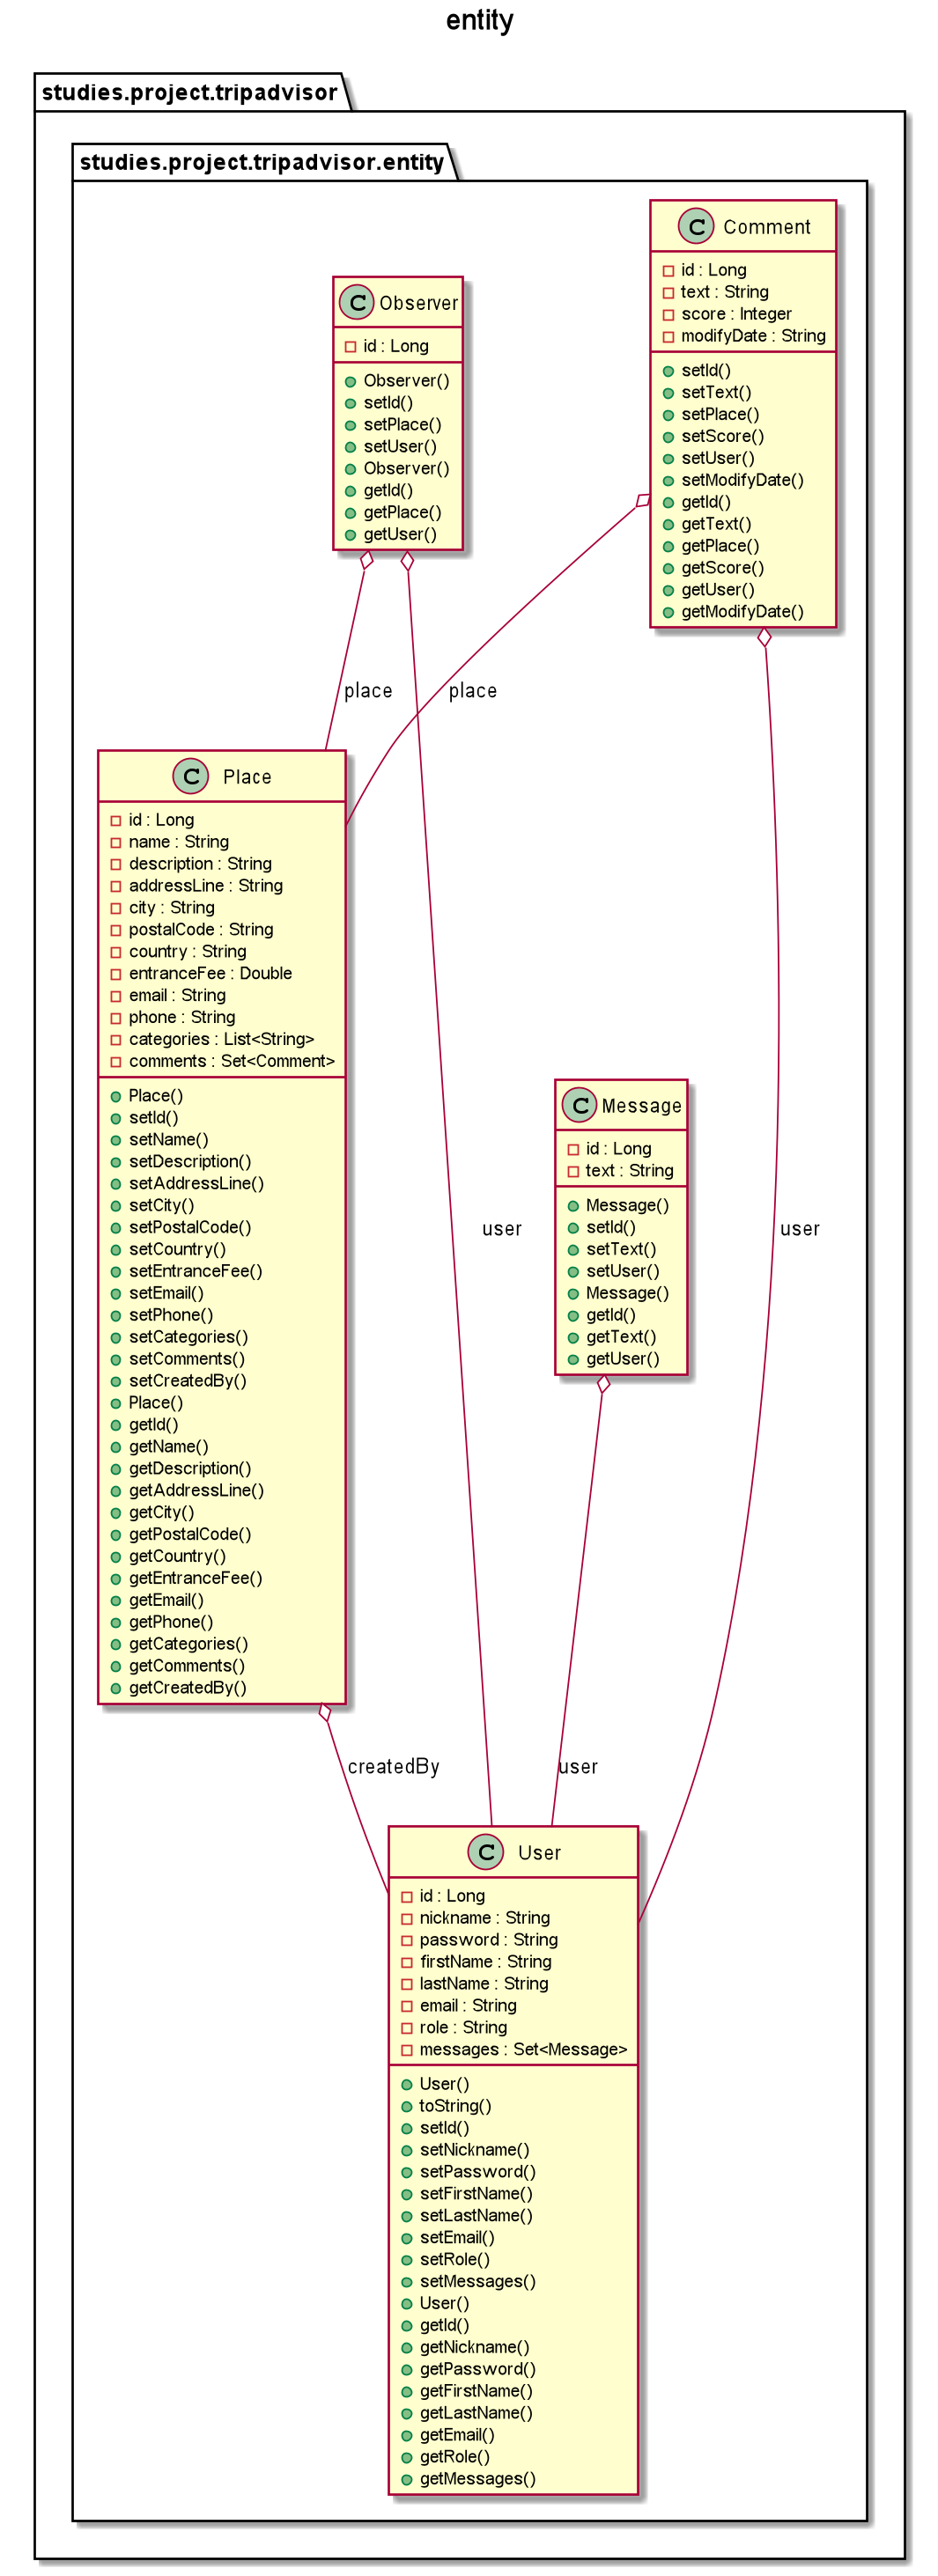 entity
studies.project.tripadvisor
studies.project.tripadvisor.entity
C Comment
id : Long
text : String
score : Integer
modifyDate : String
setId()
setText()
setPlace()
setScore()
setUser()
setModifyDate()
getId()
getText()
getPlace()
getScore()
getUser()
getModifyDate()
C Observer
id : Long
Observer()
setId()
setPlace()
setUser()
Observer()
getId()
getPlace()
getUser()
place
place
C Place
id : Long
name : String
description : String
addressLine : String
city : String
postalCode : String
country : String
entranceFee : Double
email : String
phone : String
categories : List<String>
comments : Set<Comment>
Place()
setId()
setName()
setDescription()
setAddressLine()
setCity()
setPostalCode()
setCountry()
setEntranceFee()
setEmail()
setPhone()
setCategories()
setComments()
setCreatedBy()
Place()
getId()
getName()
getDescription()
getAddressLine()
getCity()
getPostalCode()
getCountry()
getEntranceFee()
getEmail()
getPhone()
getCategories()
getComments()
getCreatedBy()
C Message
id : Long
text : String
Message()
setId()
setText()
setUser()
Message()
getId()
getText()
getUser()
user
user
createdBy
user
C User
id : Long
nickname : String
password : String
firstName : String
lastName : String
email : String
role : String
messages : Set<Message>
User()
toString()
setId()
setNickname()
setPassword()
setFirstName()
setLastName()
setEmail()
setRole()
setMessages()
User()
getId()
getNickname()
getPassword()
getFirstName()
getLastName()
getEmail()
getRole()
getMessages()